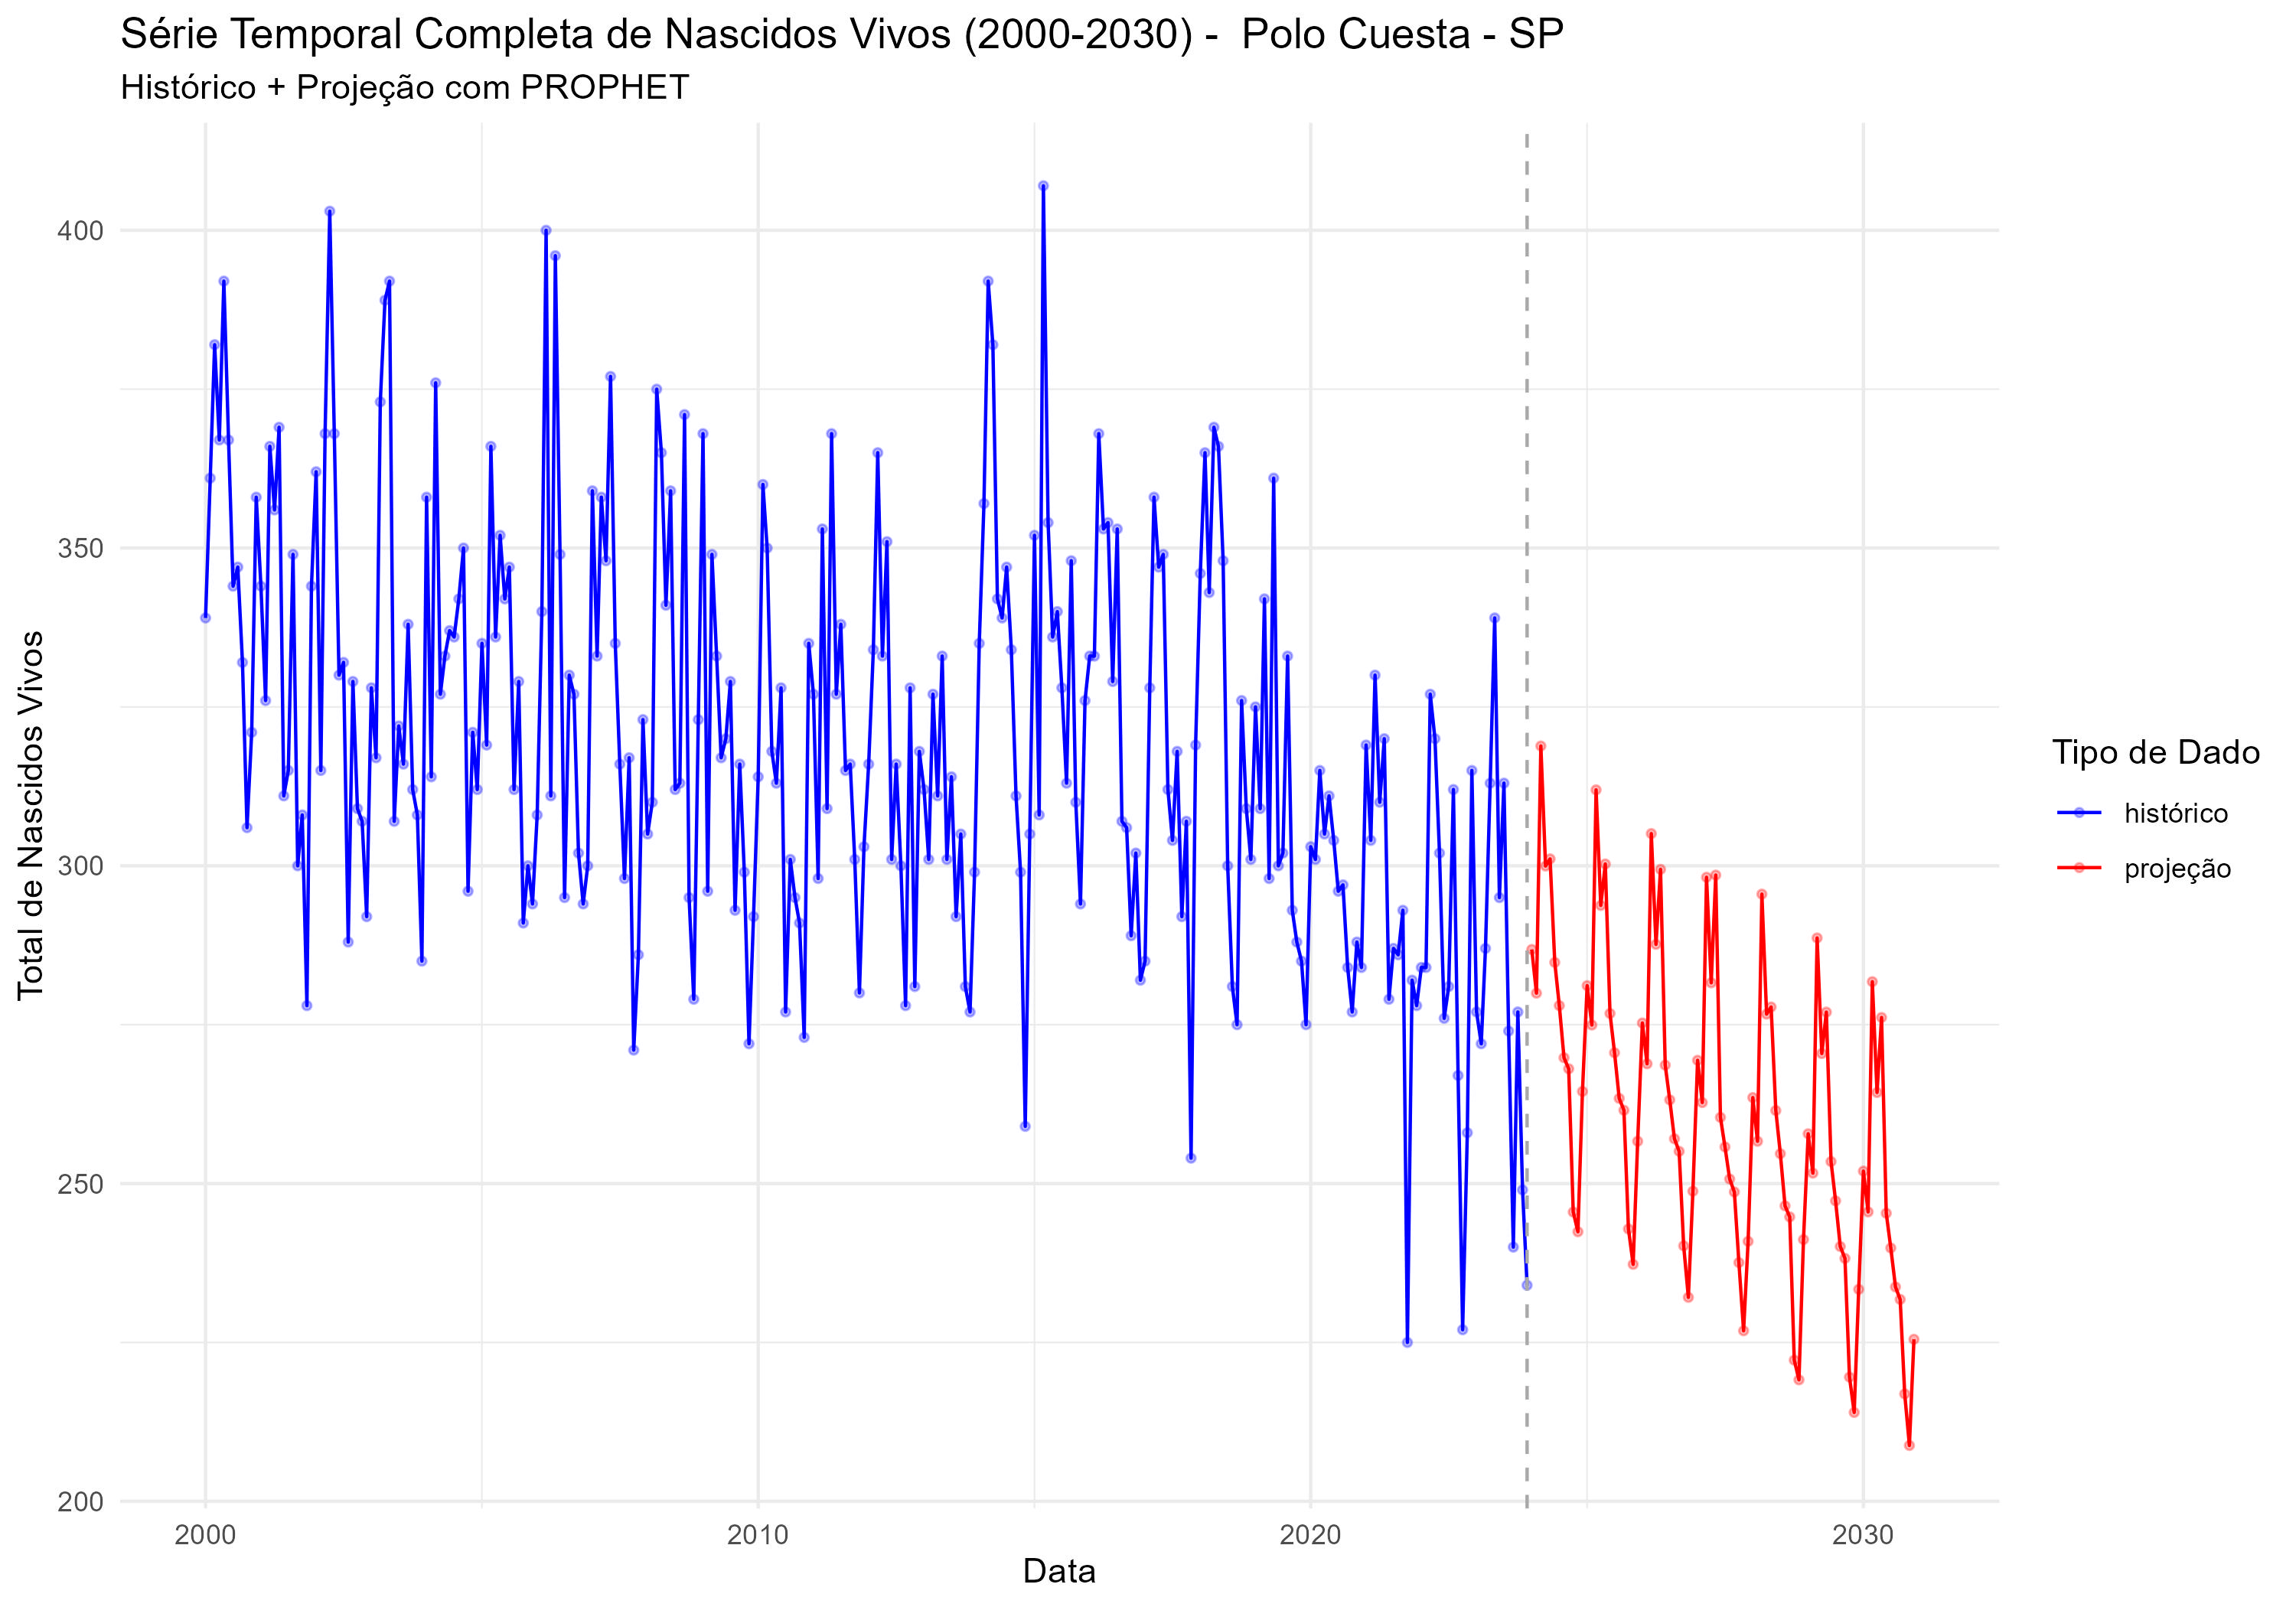 Série Temporal Completa de Nascidos Vivos (2000-2030) -  Polo Cuesta - SP
Histórico + Projeção com PROPHET
Total de Nascidos Vivos
400
350
300
250
200
2000
2010
2020
2030
Data
Tipo de Dado
histórico
projeção